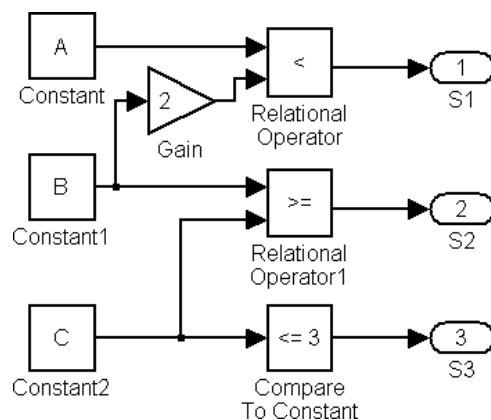 A
Constant
2
Gain
<
Relational
Operator
1
S1
B
Constant1
>=
Relational
Operator1
2
S2
C
Constant2
<= 3
Compare
To Constant
3
S3